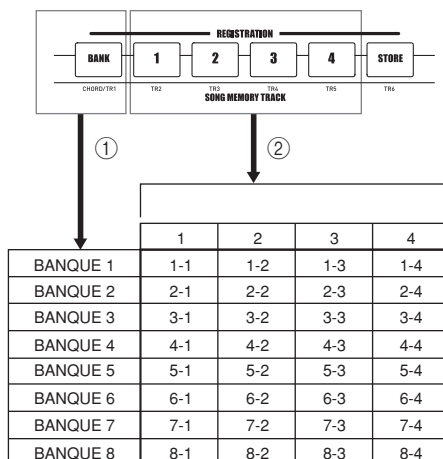 REGISTRATION
BANK 1 2 3 4 STORE
CHORD/TR1 TR2 TR3 TR4 TR5 TR6
SONG MEMORY TRACK
① ②
1 2 3 4
BANQUE 1 1-1 1-2 1-3 1-4
BANQUE 2 2-1 2-2 2-3 2-4
BANQUE 3 3-1 3-2 3-3 3-4
BANQUE 4 4-1 4-2 4-3 4-4
BANQUE 5 5-1 5-2 5-3 5-4
BANQUE 6 6-1 6-2 6-3 6-4
BANQUE 7 7-1 7-2 7-3 7-4
BANQUE 8 8-1 8-2 8-3 8-4